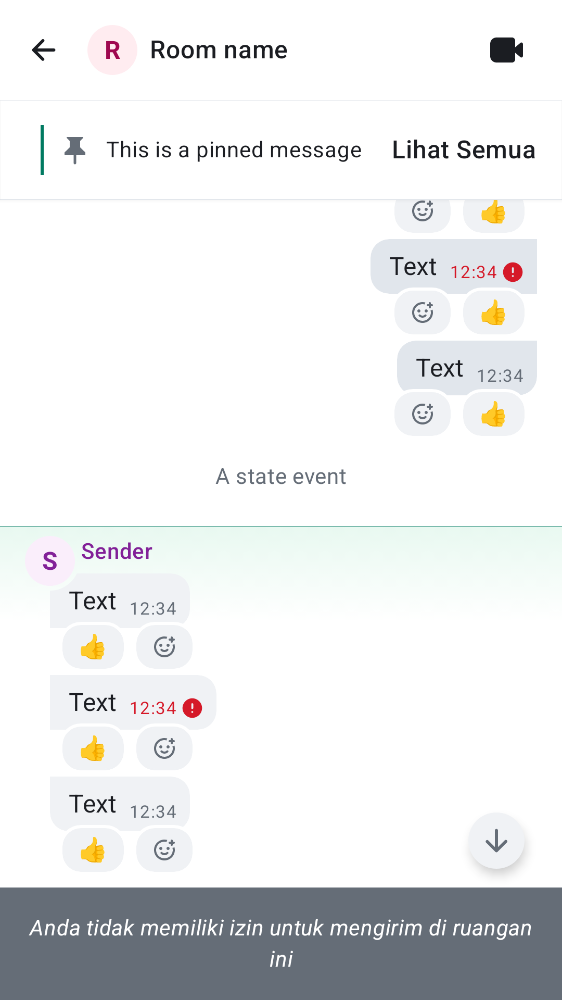 R Room name
This is a pinned message Lihat Semua
Text 12:34
Text 12:34
A state event
S Sender
Text 12:34
Text 12:34
Text 12:34
Anda tidak memiliki izin untuk mengirim di ruangan
ini